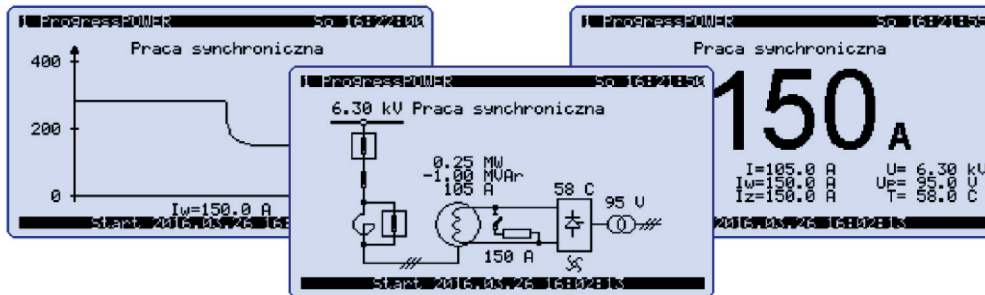 1 ProgressPOWER So 16:22:00
Praca synchroniczna
400
200
0
Iw=150.0 A
Start 2016.03.26 16:
1 ProgressPOWER So 16:21:50
6.30 kV Praca synchroniczna
0.25 MW
-1.00 MVAr
105 A
58 C
95 V
150 A
Start 2016.03.26 16:02:13
1 ProgressPOWER So 16:21:55
Praca synchroniczna
150 A
I=105.0 A U= 6.30 kV
Iw=150.0 A Up= 95.0 V
Iz=150.0 A T= 58.0 C
2016.03.26 16:02:13